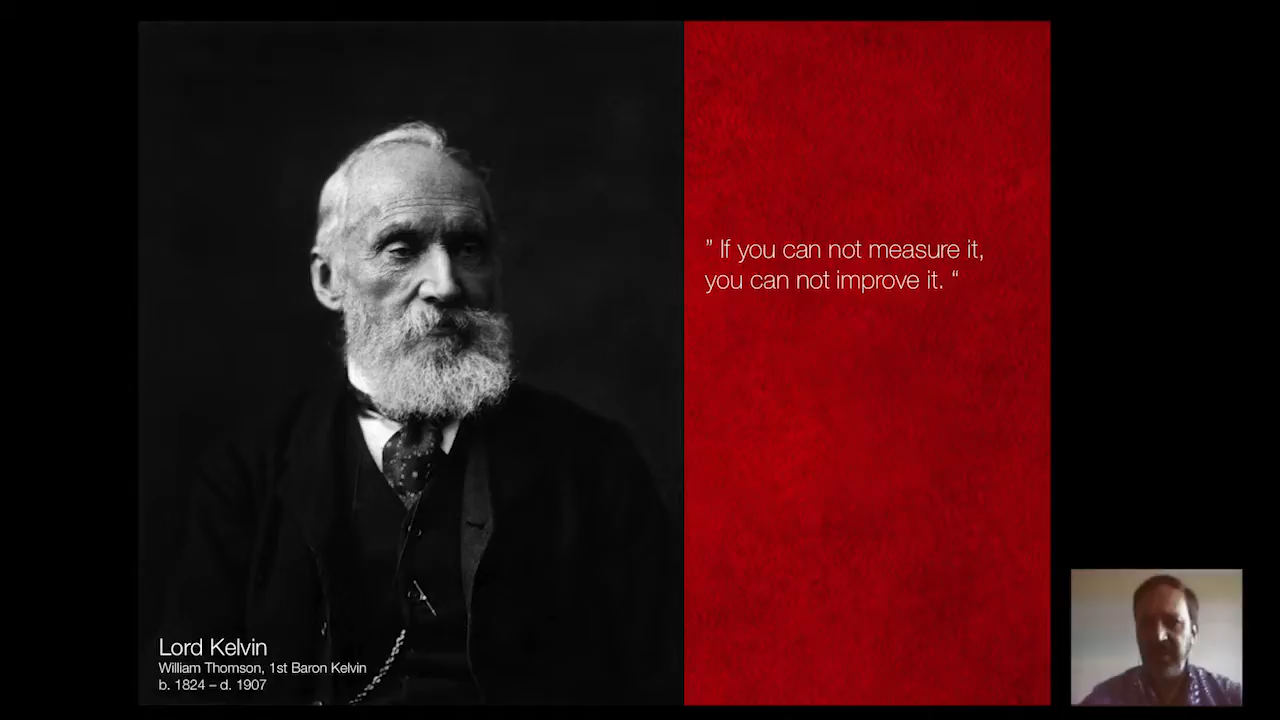 ” If you can not measure it,
you can not improve it. “
Lord Kelvin
William Thomson, 1st Baron Kelvin
b. 1824 – d. 1907